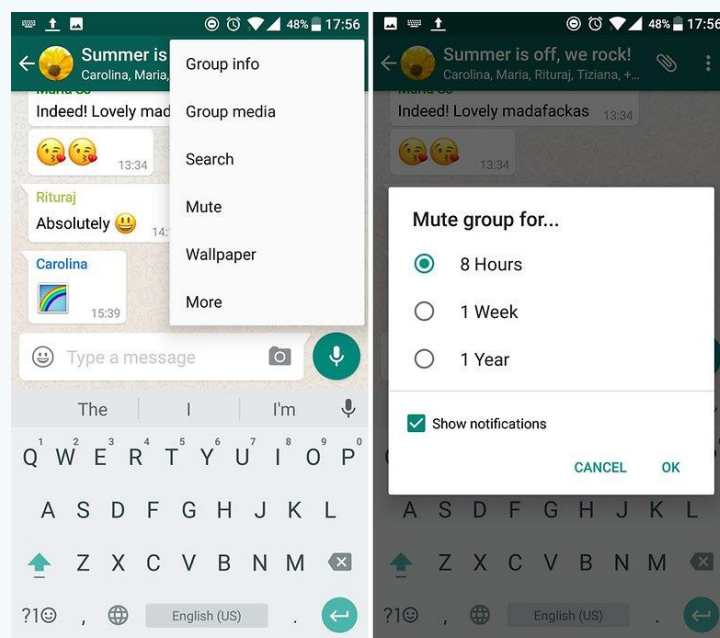 48% 17:56
Summer is
Carolina, Maria,
Indeed! Lovely mad
13:34
Rituraj
Absolutely
14:
Carolina
15:39
Group info
Group media
Search
Mute
Wallpaper
More
Type a message
The I I'm
1 2 3 4 5 6 7 8 9 0
Q W E R T Y U I O P
A S D F G H J K L
Z X C V B N M
?1 , English (US) .
48% 17:56
Summer is off, we rock!
Carolina, Maria, Rituraj, Tiziana, +...
Indeed! Lovely madafackas 13:34
13:34
Mute group for...
8 Hours
1 Week
1 Year
Show notifications
CANCEL OK
A S D F G H J K L
Z X C V B N M
?1 , English (US) .